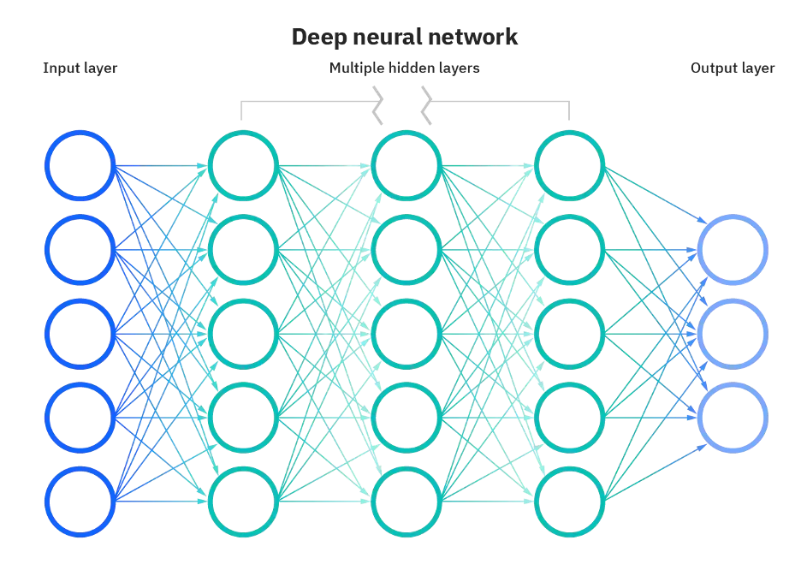 Deep neural network
Input layer
Multiple hidden layers
Output layer